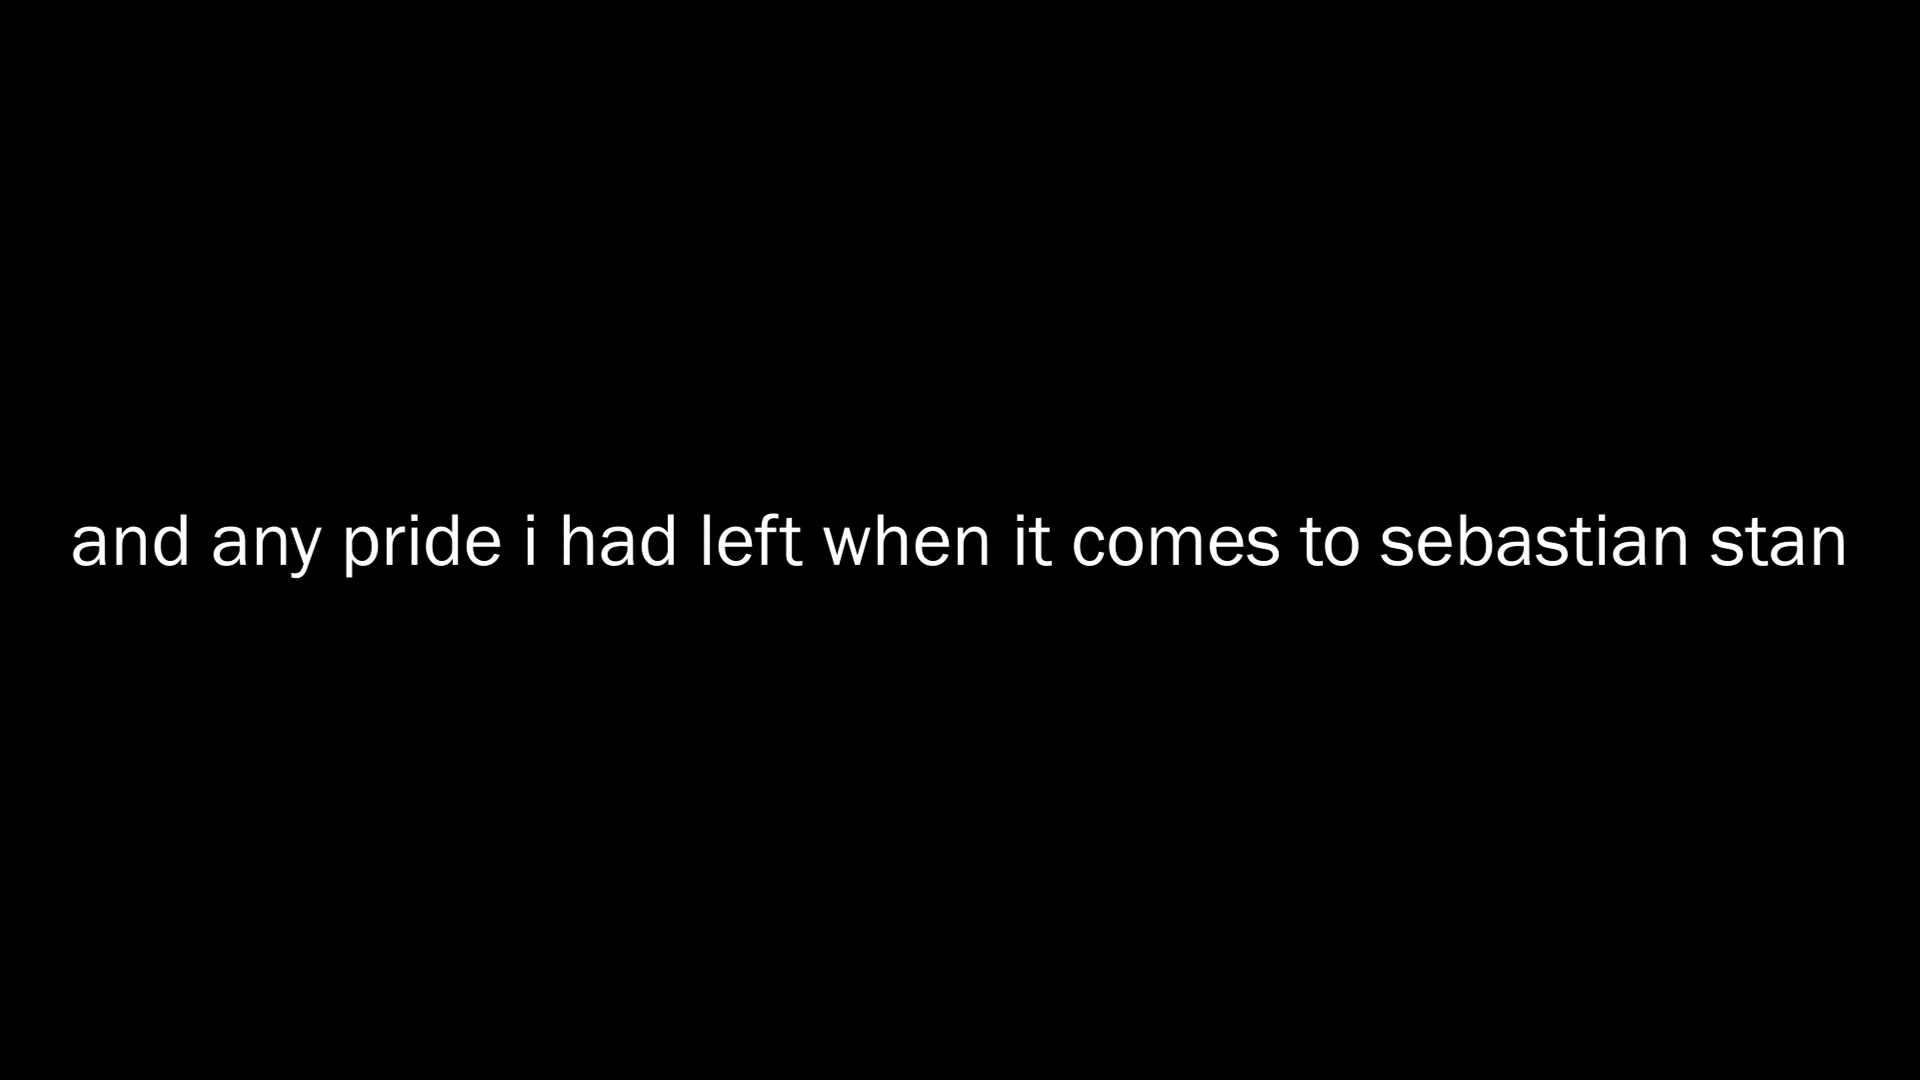 and any pride i had left when it comes to sebastian stan